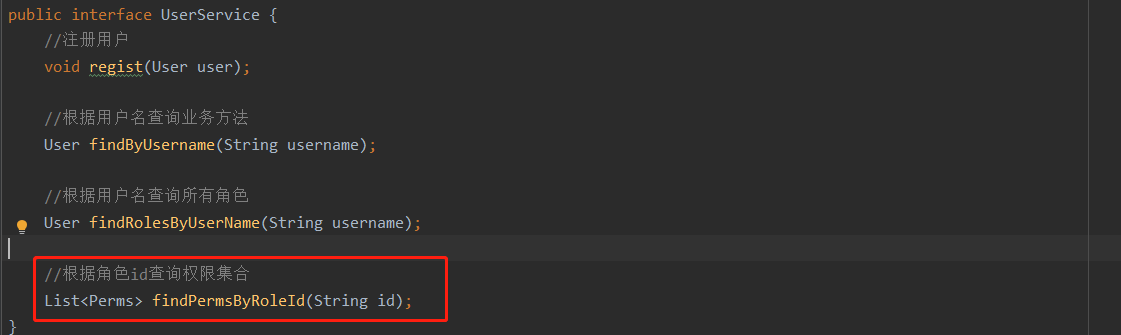 public interface UserService {
//注册用户
void regist(User user);
//根据用户名查询业务方法
User findByUsername(String username);
//根据用户名查询所有角色
User findRolesByUserName(String username);
//根据角色id查询权限集合
List<Perms> findPermsByRoleId(String id);
}